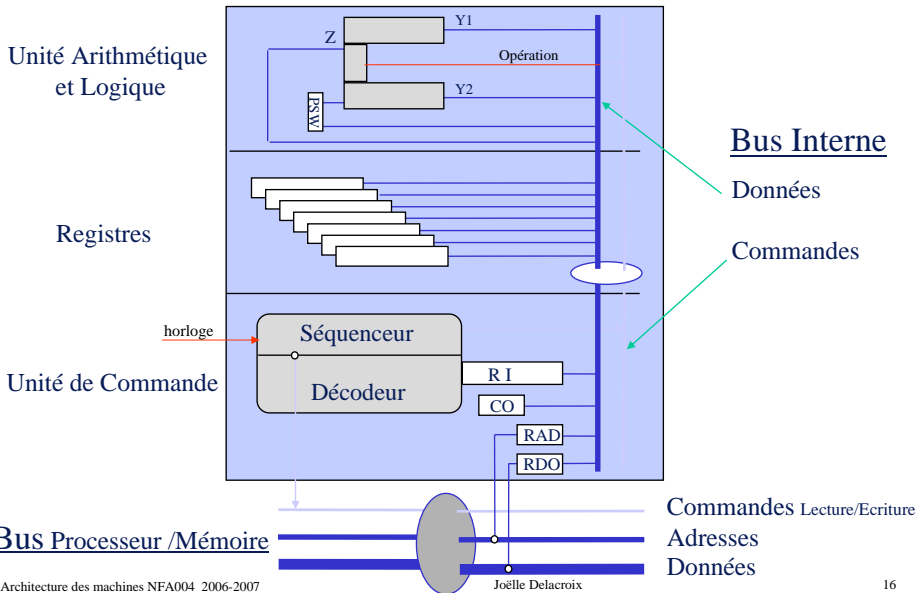 Unité Arithmétique
et Logique
Z
Y1
Opération
Y2
PSW
Bus Interne
Données
Commandes
Registres
horloge
Séquenceur
Décodeur
Unité de Commande
R I
CO
RAD
RDO
Commandes Lecture/Ecriture
Bus Processeur /Mémoire
Adresses
Données
Architecture des machines NFA004 2006-2007
Joëlle Delacroix
16